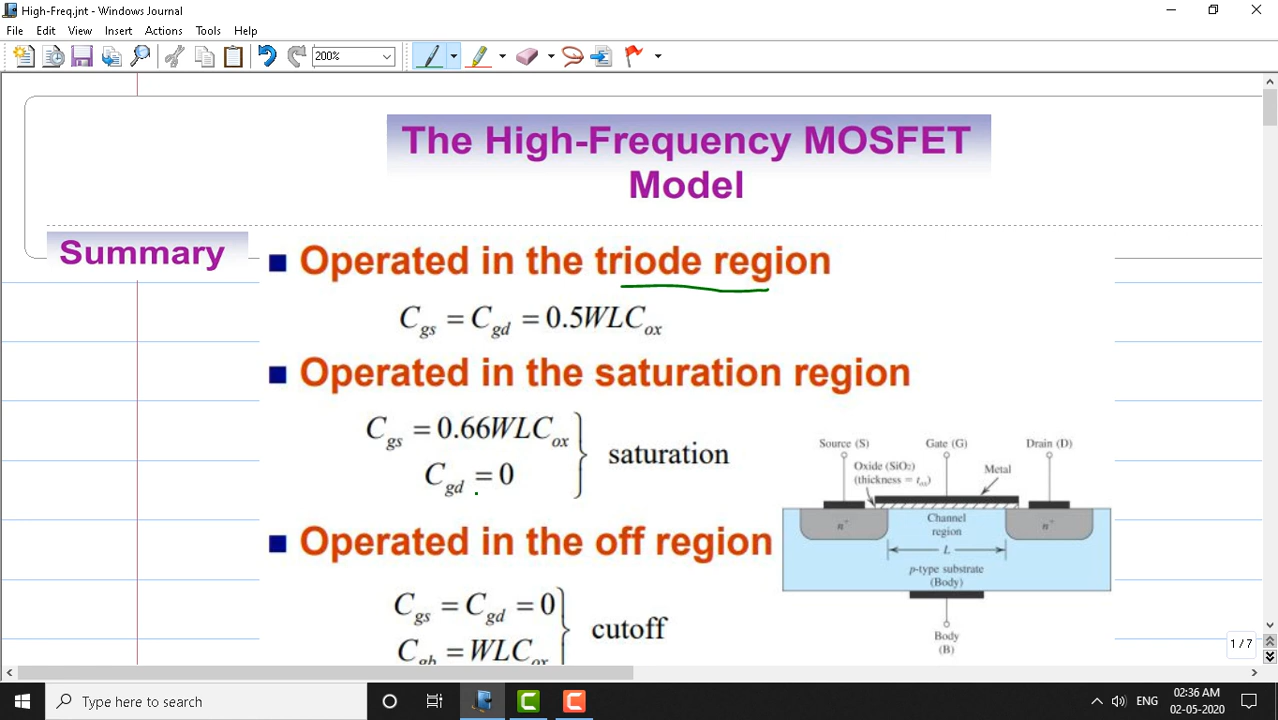 High-Freq.jnt - Windows Journal
File Edit View Insert Actions Tools Help
200%
The High-Frequency MOSFET
Model
Summary
■ Operated in the triode region
C_gs = C_gd = 0.5WLC_ox
■ Operated in the saturation region
C_gs = 0.66WLC_ox
C_gd = 0
saturation
■ Operated in the off region
C_gs = C_gd = 0
C_gb = WLC_ox
cutoff
Source (S) Gate (G) Drain (D)
Oxide (SiO₂)
(thickness = t_ox)
Metal
n+ Channel n+
region
L
p-type substrate
(Body)
Body
(B)
1 / 7
Type here to search
ENG
02:36 AM
02-05-2020